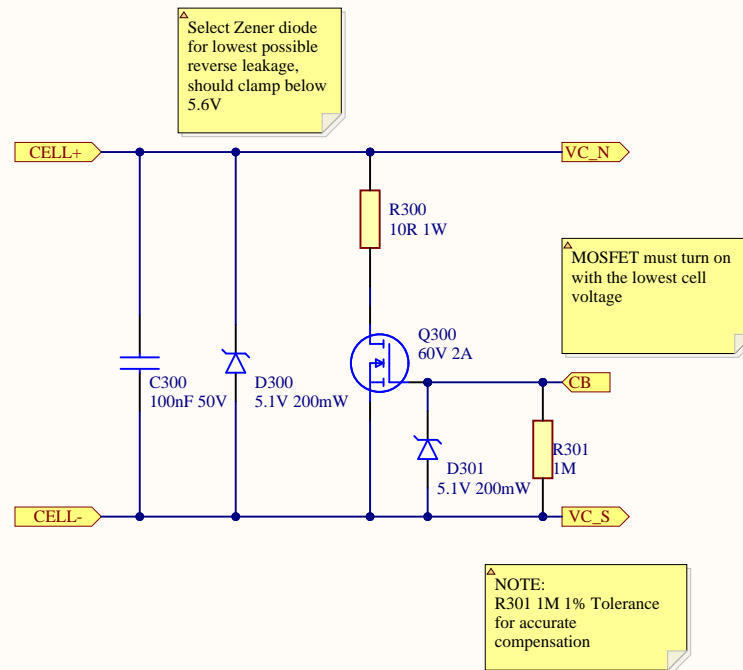 Select Zener diode
for lowest possible
reverse leakage,
should clamp below
5.6V
CELL+
VC_N
R300
10R 1W
MOSFET must turn on
with the lowest cell
voltage
Q300
60V 2A
C300
100nF 50V
D300
5.1V 200mW
CB
D301
5.1V 200mW
R301
1M
CELL-
VC_S
NOTE:
R301 1M 1% Tolerance
for accurate
compensation